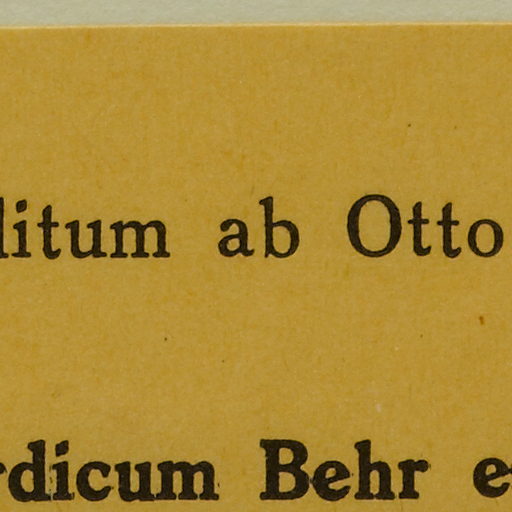 litum ab Otto
rdicum Behr e